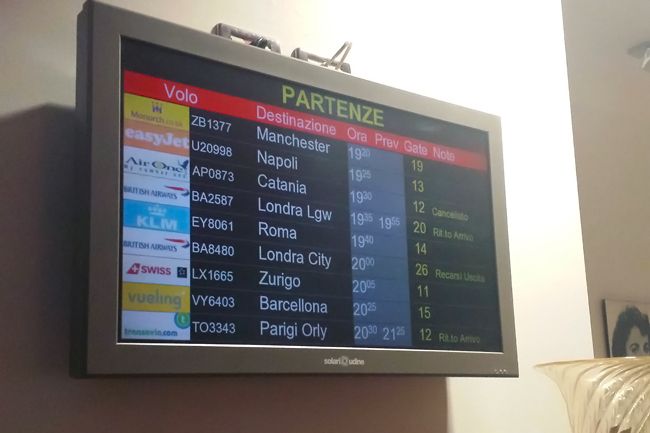 PARTENZE
Volo Destinazione Ora Prev Gate Note
Monarch.co.uk ZB1377 Manchester 19 20 19
easyJet U20998 Napoli 19 25 13
Air One AP0873 Catania 19 30 12 Cancellato
BRITISH AIRWAYS BA2587 Londra Lgw 19 35 19 55 20 Rit.to Arrivo
KLM EY8061 Roma 19 40 14
BRITISH AIRWAYS BA8480 Londra City 20 00 26 Recarsi Uscita
SWISS LX1665 Zurigo 20 05 11
vueling VY6403 Barcellona 20 25 15
transavia.com t TO3343 Parigi Orly 20 30 21 25 12 Rit.to Arrivo
solari udine